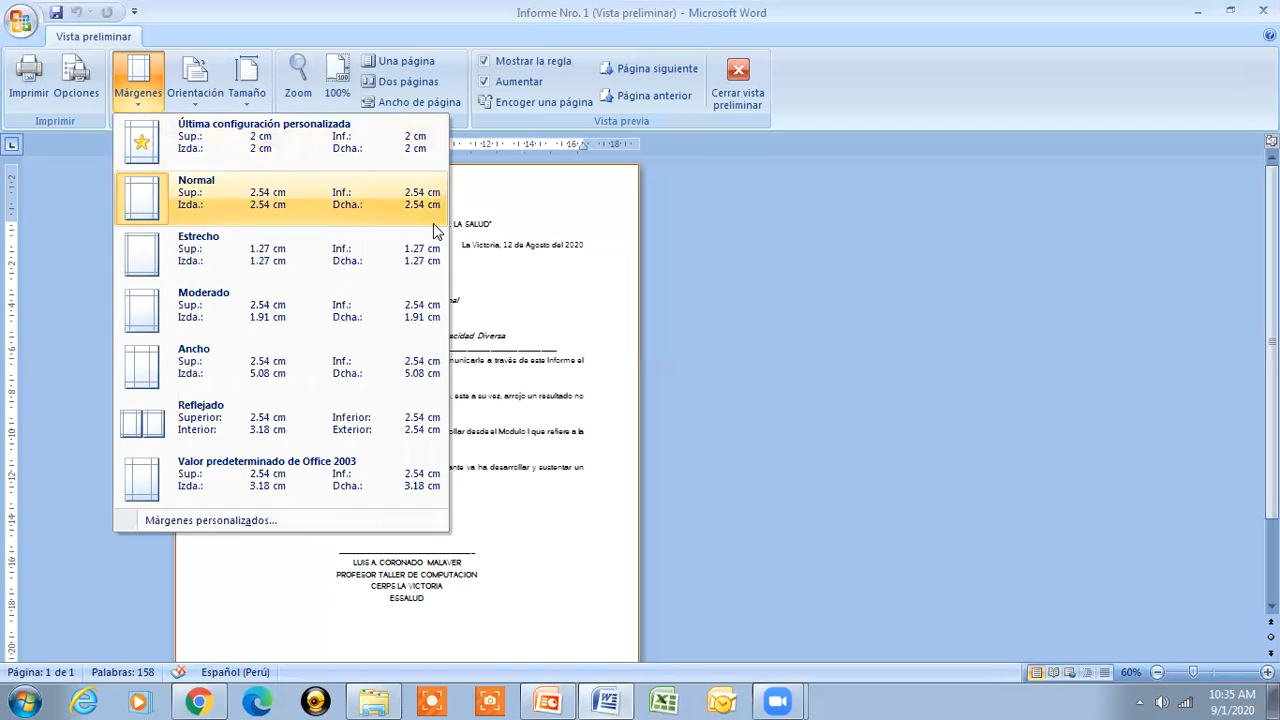 Informe Nro. 1 (Vista preliminar) - Microsoft Word
Vista preliminar
Imprimir
Opciones
Márgenes
Orientación
Tamaño
Zoom
100
100%
Una página
Dos páginas
Ancho de página
Mostrar la regla
Aumentar
Encoger una página
Página siguiente
Página anterior
Cerrar vista
preliminar
Imprimir
Vista previa
Última configuración personalizada
Sup.: 2 cm Inf.: 2 cm
Izda.: 2 cm Dcha.: 2 cm
Normal
Sup.: 2.54 cm Inf.: 2.54 cm
Izda.: 2.54 cm Dcha.: 2.54 cm
Estrecho
Sup.: 1.27 cm Inf.: 1.27 cm
Izda.: 1.27 cm Dcha.: 1.27 cm
Moderado
Sup.: 2.54 cm Inf.: 2.54 cm
Izda.: 1.91 cm Dcha.: 1.91 cm
Ancho
Sup.: 2.54 cm Inf.: 2.54 cm
Izda.: 5.08 cm Dcha.: 5.08 cm
Reflejado
Superior: 2.54 cm Inferior: 2.54 cm
Interior: 3.18 cm Exterior: 2.54 cm
Valor predeterminado de Office 2003
Sup.: 2.54 cm Inf.: 2.54 cm
Izda.: 3.18 cm Dcha.: 3.18 cm
Márgenes personalizados...
12 14 16 18
LA SALUD"
La Victoria, 12 de Agosto del 2020
Diversa
a través de este Informe el
, este a su vez, arrojo un resultado no
desde el Modulo I que refiere a la
va ha desarrollar y sustentar un
LUIS A. CORONADO MALAVER
PROFESOR TALLER DE COMPUTACION
CERPS LA VICTORIA
ESSALUD
Página: 1 de 1
Palabras: 158
Español (Perú)
60%
10:35 AM
9/1/2020